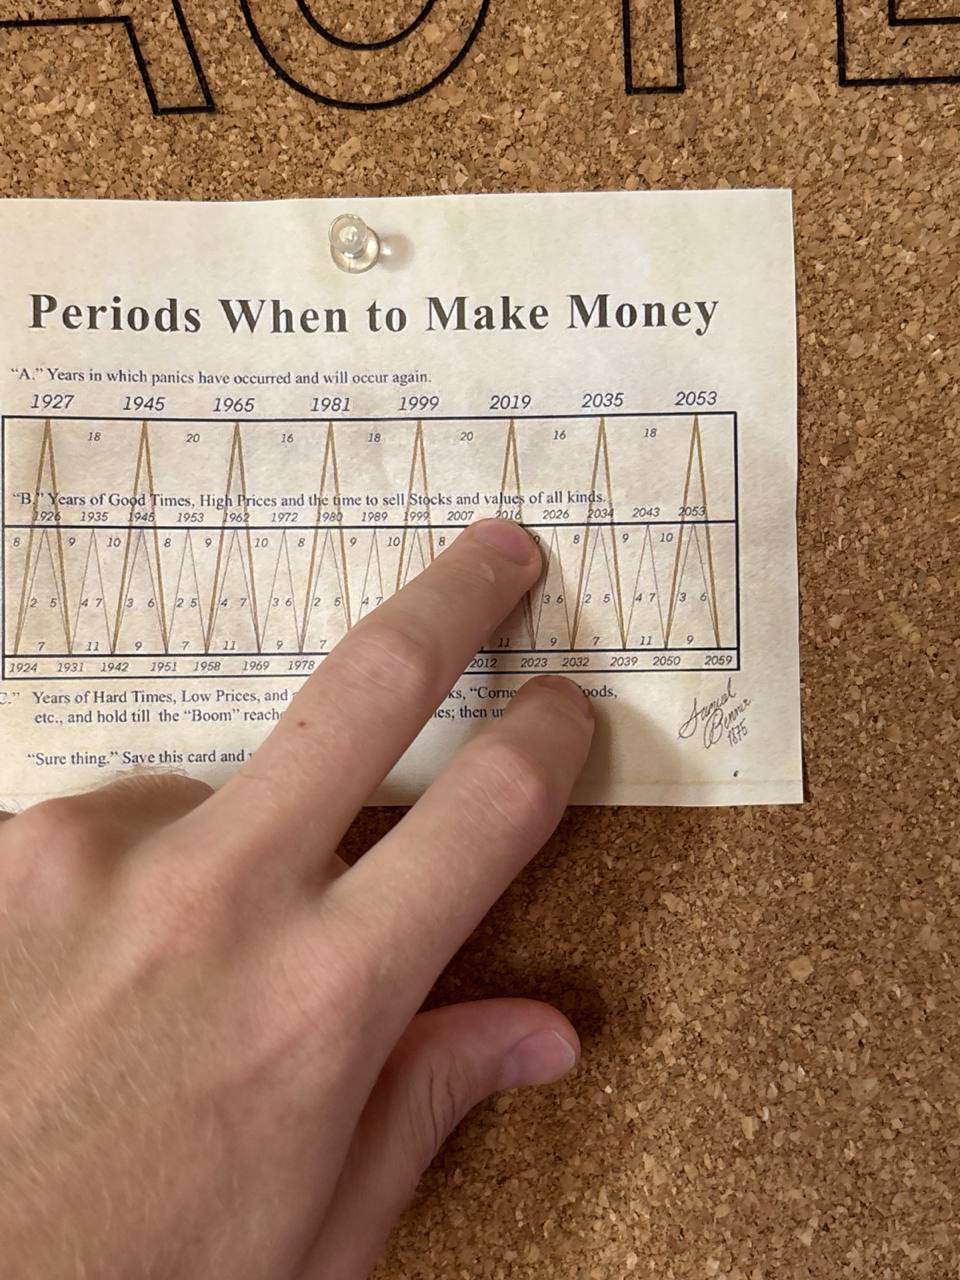 Periods When to Make Money
“A.” Years in which panics have occurred and will occur again.
1927 1945 1965 1981 1999 2019 2035 2053
18 20 16 18 20 16 18
“B.” Years of Good Times, High Prices and the time to sell Stocks and values of all kinds.
1926 1935 1945 1953 1962 1972 1980 1989 1999 2007 2016 2026 2034 2043 2053
8 9 10 8 9 10 8 9 10 8 9 8 9 10
2 5 4 7 3 6 2 5 4 7 3 6 2 5 4 7 3 6 2 5 4 7 3 6
7 11 9 7 11 9 7 11 9 7 11 9
1924 1931 1942 1951 1958 1969 1978 2012 2023 2032 2039 2050 2059
C.” Years of Hard Times, Low Prices, and
etc., and hold till the “Boom” reach
“Sure thing.” Save this card and
Samuel
Benner
1875